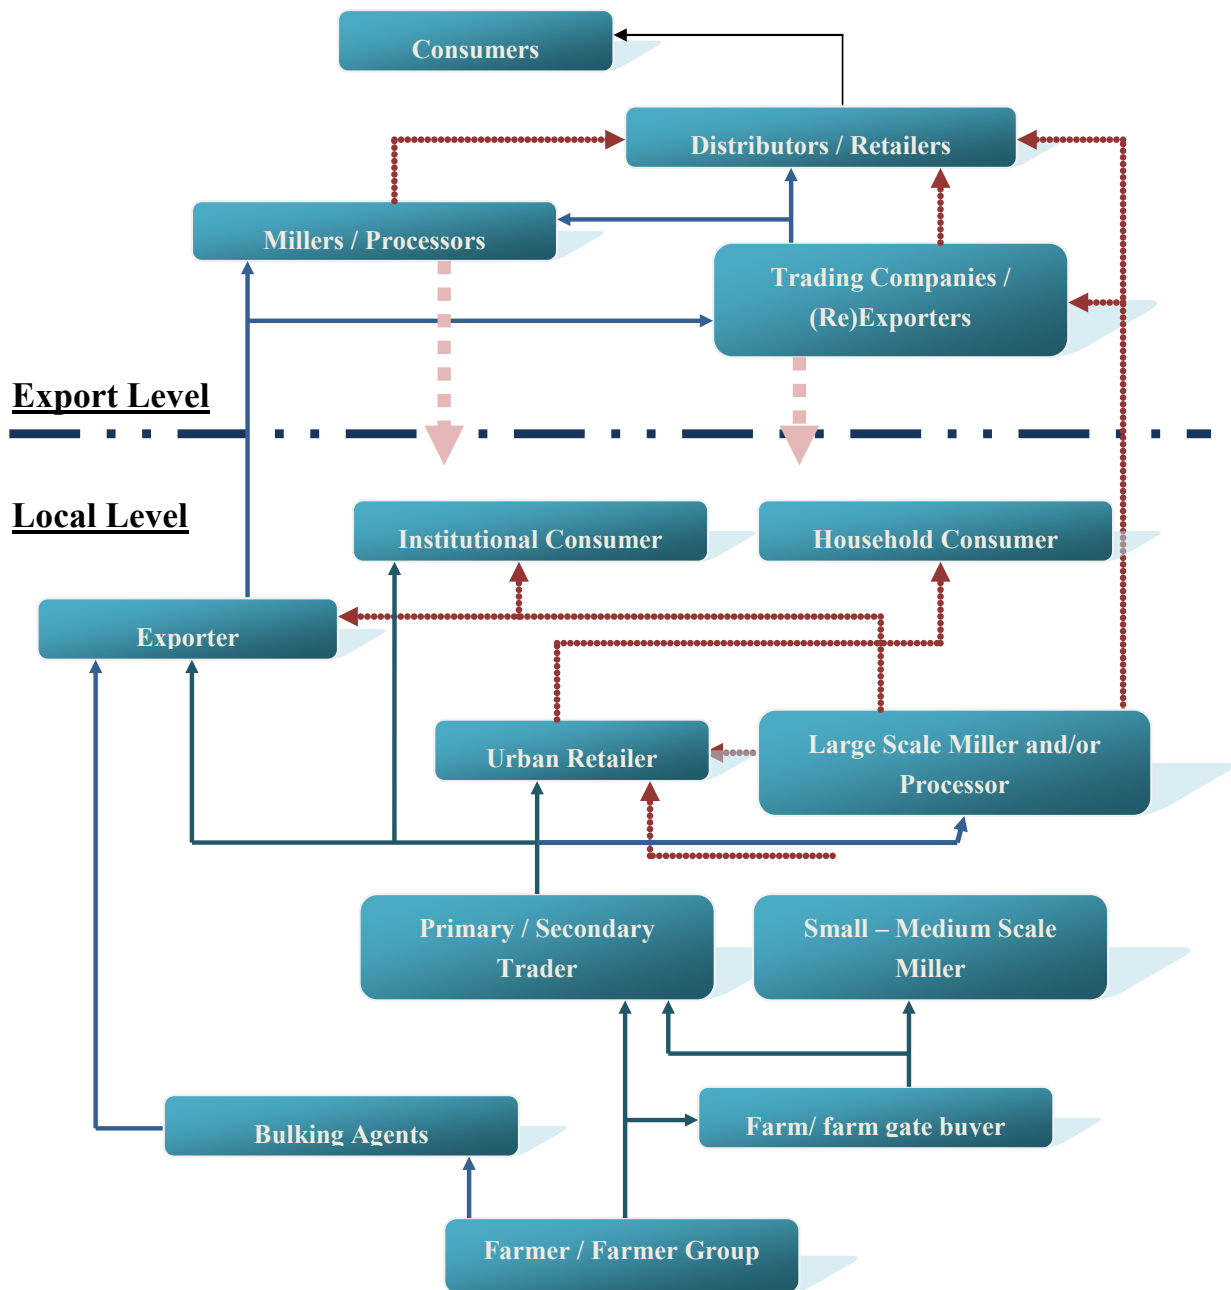 Consumers
Distributors / Retailers
Millers / Processors
Trading Companies /
(Re)Exporters
Export Level
Local Level
Institutional Consumer
Household Consumer
Exporter
Urban Retailer
Large Scale Miller and/or
Processor
Primary / Secondary
Trader
Small – Medium Scale
Miller
Bulking Agents
Farm/ farm gate buyer
Farmer / Farmer Group